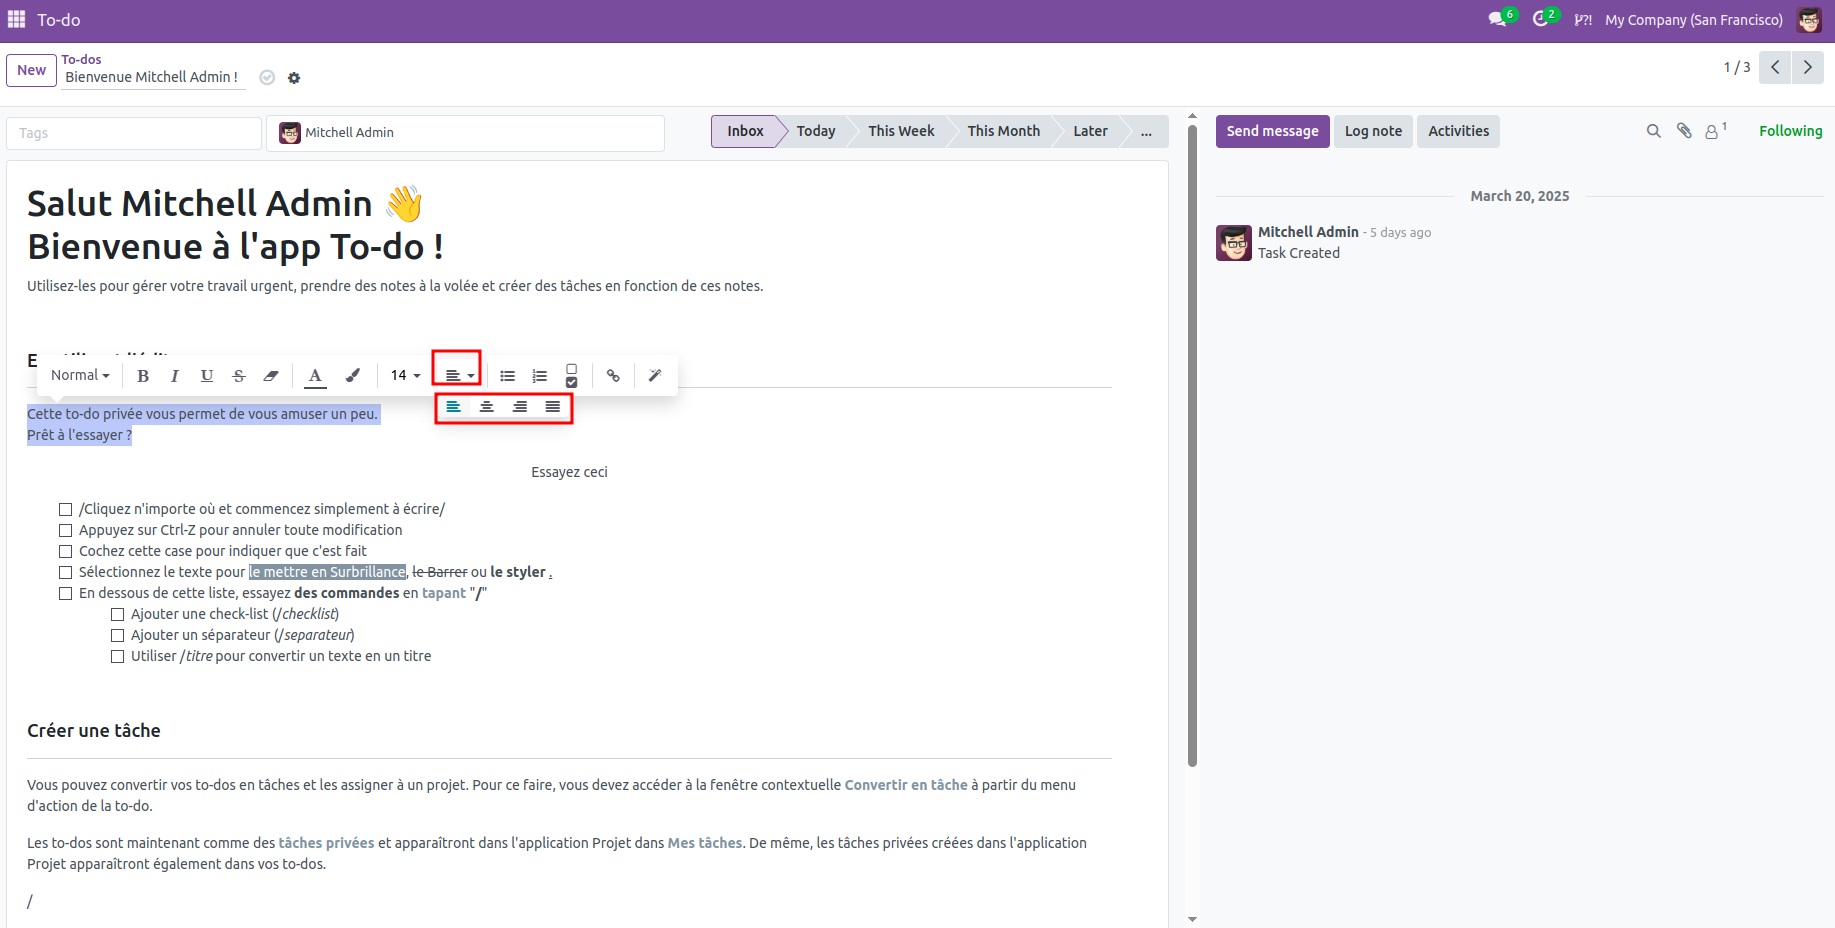 To-do
6
2
My Company (San Francisco)
New
To-dos
Bienvenue Mitchell Admin !
1 / 3
Tags
Mitchell Admin
Inbox
Today
This Week
This Month
Later
...
Send message
Log note
Activities
1
Following
Salut Mitchell Admin 👋
Bienvenue à l'app To-do !
Utilisez-les pour gérer votre travail urgent, prendre des notes à la volée et créer des tâches en fonction de ces notes.
Normal
B I U S A
14
Cette to-do privée vous permet de vous amuser un peu.
Prêt à l'essayer ?
Essayez ceci
/Cliquez n'importe où et commencez simplement à écrire/
Appuyez sur Ctrl-Z pour annuler toute modification
Cochez cette case pour indiquer que c'est fait
Sélectionnez le texte pour le mettre en Surbrillance, le Barrer ou le styler .
En dessous de cette liste, essayez des commandes en tapant "/"
Ajouter une check-list (/checklist)
Ajouter un séparateur (/separateur)
Utiliser /titre pour convertir un texte en un titre
Créer une tâche
Vous pouvez convertir vos to-dos en tâches et les assigner à un projet. Pour ce faire, vous devez accéder à la fenêtre contextuelle Convertir en tâche à partir du menu
d'action de la to-do.
Les to-dos sont maintenant comme des tâches privées et apparaîtront dans l'application Projet dans Mes tâches. De même, les tâches privées créées dans l'application
Projet apparaîtront également dans vos to-dos.
/
March 20, 2025
Mitchell Admin - 5 days ago
Task Created